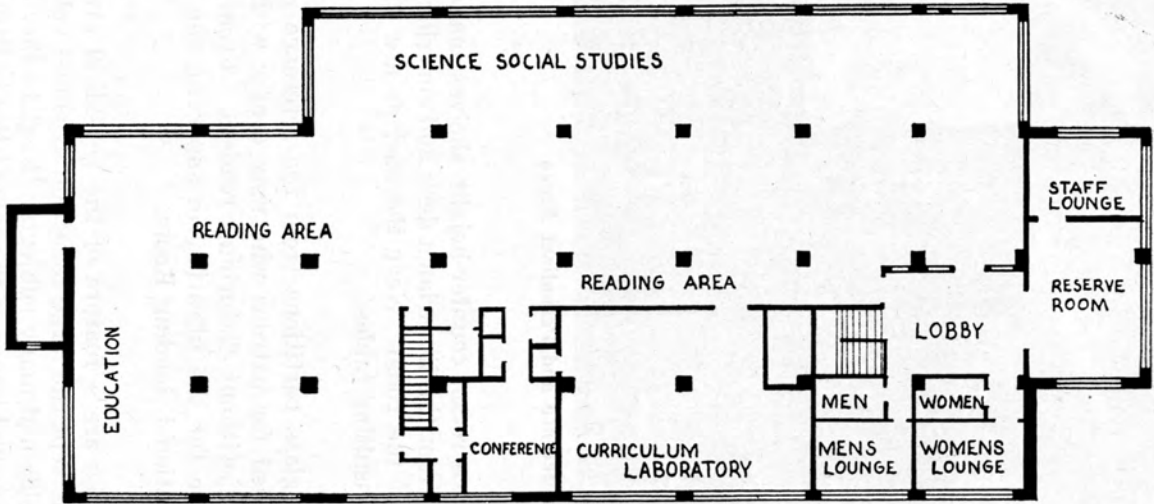 SCIENCE SOCIAL STUDIES
STAFF
LOUNGE
READING AREA
READING AREA
RESERVE
ROOM
LOBBY
EDUCATION
MEN
WOMEN
CONFERENCE
CURRICULUM
LABORATORY
MENS
LOUNGE
WOMENS
LOUNGE